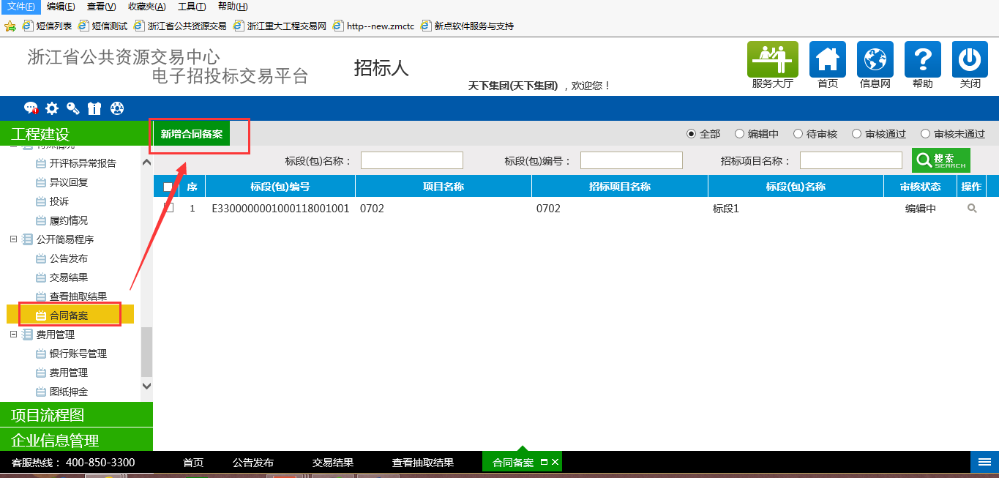 文件(F) 编辑(E) 查看(V) 收藏夹(A) 工具(T) 帮助(H)
短信列表 短信测试 浙江省公共资源交易 浙江重大工程交易网 http--new.zmctc 新点软件服务与支持
浙江省公共资源交易中心
电子招投标交易平台
招标人
天下集团(天下集团) ，欢迎您！
服务大厅 首页 信息网 帮助 关闭
工程建设
新增合同备案
全部 编辑中 待审核 审核通过 审核未通过
标段(包)名称： 标段(包)编号： 招标项目名称： 搜索 SEARCH
序 标段(包)编号 项目名称 招标项目名称 标段(包)名称 审核状态 操作
1 E3300000001000118001001 0702 0702 标段1 编辑中
开评标异常报告
异议回复
投诉
履约情况
公开简易程序
公告发布
交易结果
查看抽取结果
合同备案
费用管理
银行账号管理
费用管理
图纸押金
项目流程图
企业信息管理
客服热线： 400-850-3300 首页 公告发布 交易结果 查看抽取结果 合同备案